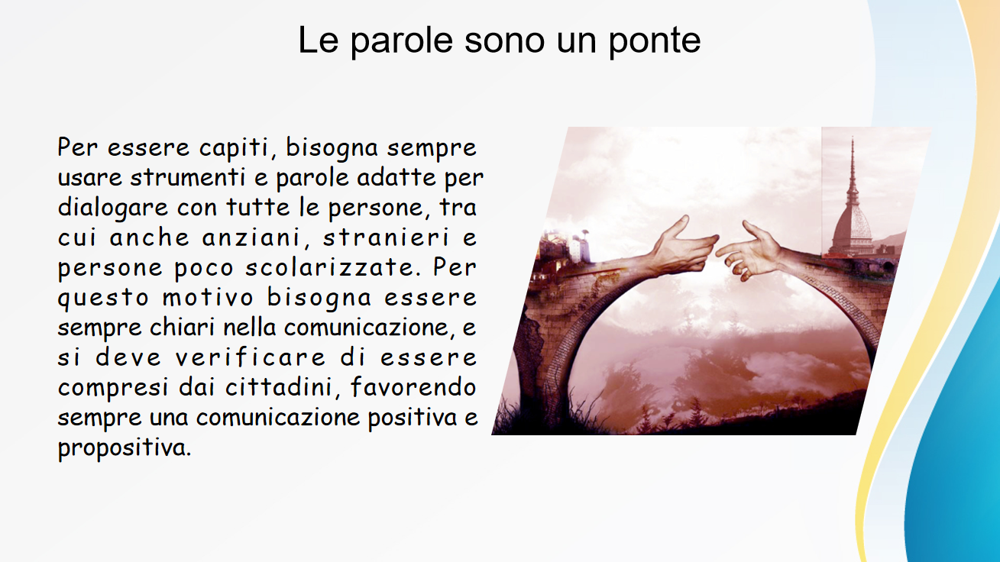 Le parole sono un ponte
Per essere capiti, bisogna sempre
usare strumenti e parole adatte per
dialogare con tutte le persone, tra
cui anche anziani, stranieri e
persone poco scolarizzate. Per
questo motivo bisogna essere
sempre chiari nella comunicazione, e
si deve verificare di essere
compresi dai cittadini, favorendo
sempre una comunicazione positiva e
propositiva.